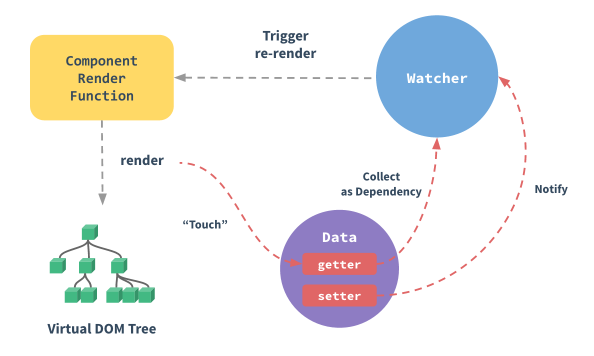 Trigger
re-render
Component
Render
Function
Watcher
render
Collect
as Dependency
Notify
“Touch”
Data
getter
setter
Virtual DOM Tree